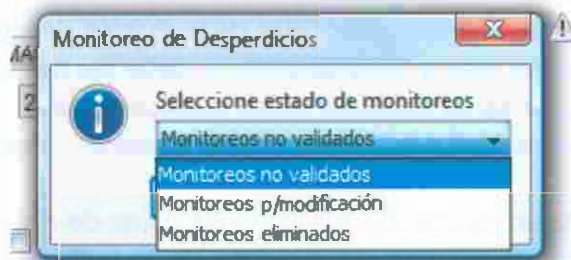 Monitoreo de Desperdicios
Seleccione estado de monitoreos
Monitoreos no validados
Monitoreos no validados
Monitoreos p/modificación
Monitoreos eliminados